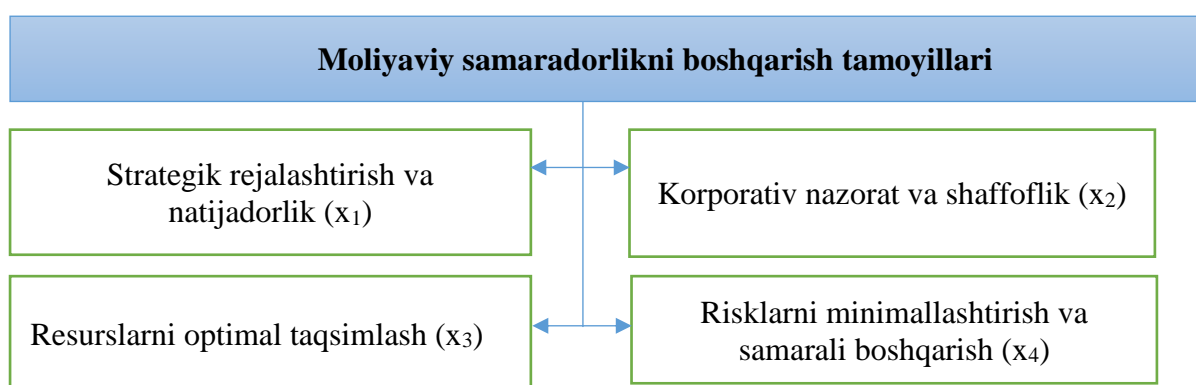 Moliyaviy samaradorlikni boshqarish tamoyillari
Strategik rejalashtirish va
natijadorlik (x₁)
Korporativ nazorat va shaffoflik (x₂)
Resurslarni optimal taqsimlash (x₃)
Risklarni minimallashtirish va
samarali boshqarish (x₄)